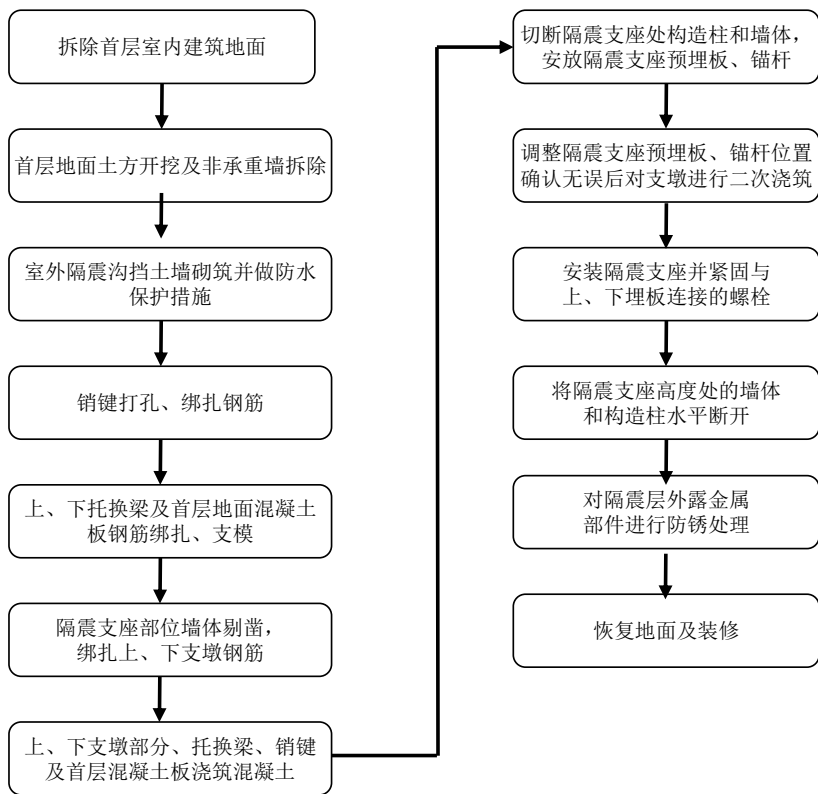 拆除首层室内建筑地面
首层地面土方开挖及非承重墙拆除
室外隔震沟挡土墙砌筑并做防水
保护措施
销键打孔、绑扎钢筋
上、下托换梁及首层地面混凝土
板钢筋绑扎、支模
隔震支座部位墙体剔凿，
绑扎上、下支墩钢筋
上、下支墩部分、托换梁、销键
及首层混凝土板浇筑混凝土
切断隔震支座处构造柱和墙体，
安放隔震支座预埋板、锚杆
调整隔震支座预埋板、锚杆位置
确认无误后对支墩进行二次浇筑
安装隔震支座并紧固与
上、下埋板连接的螺栓
将隔震支座高度处的墙体
和构造柱水平断开
对隔震层外露金属
部件进行防锈处理
恢复地面及装修